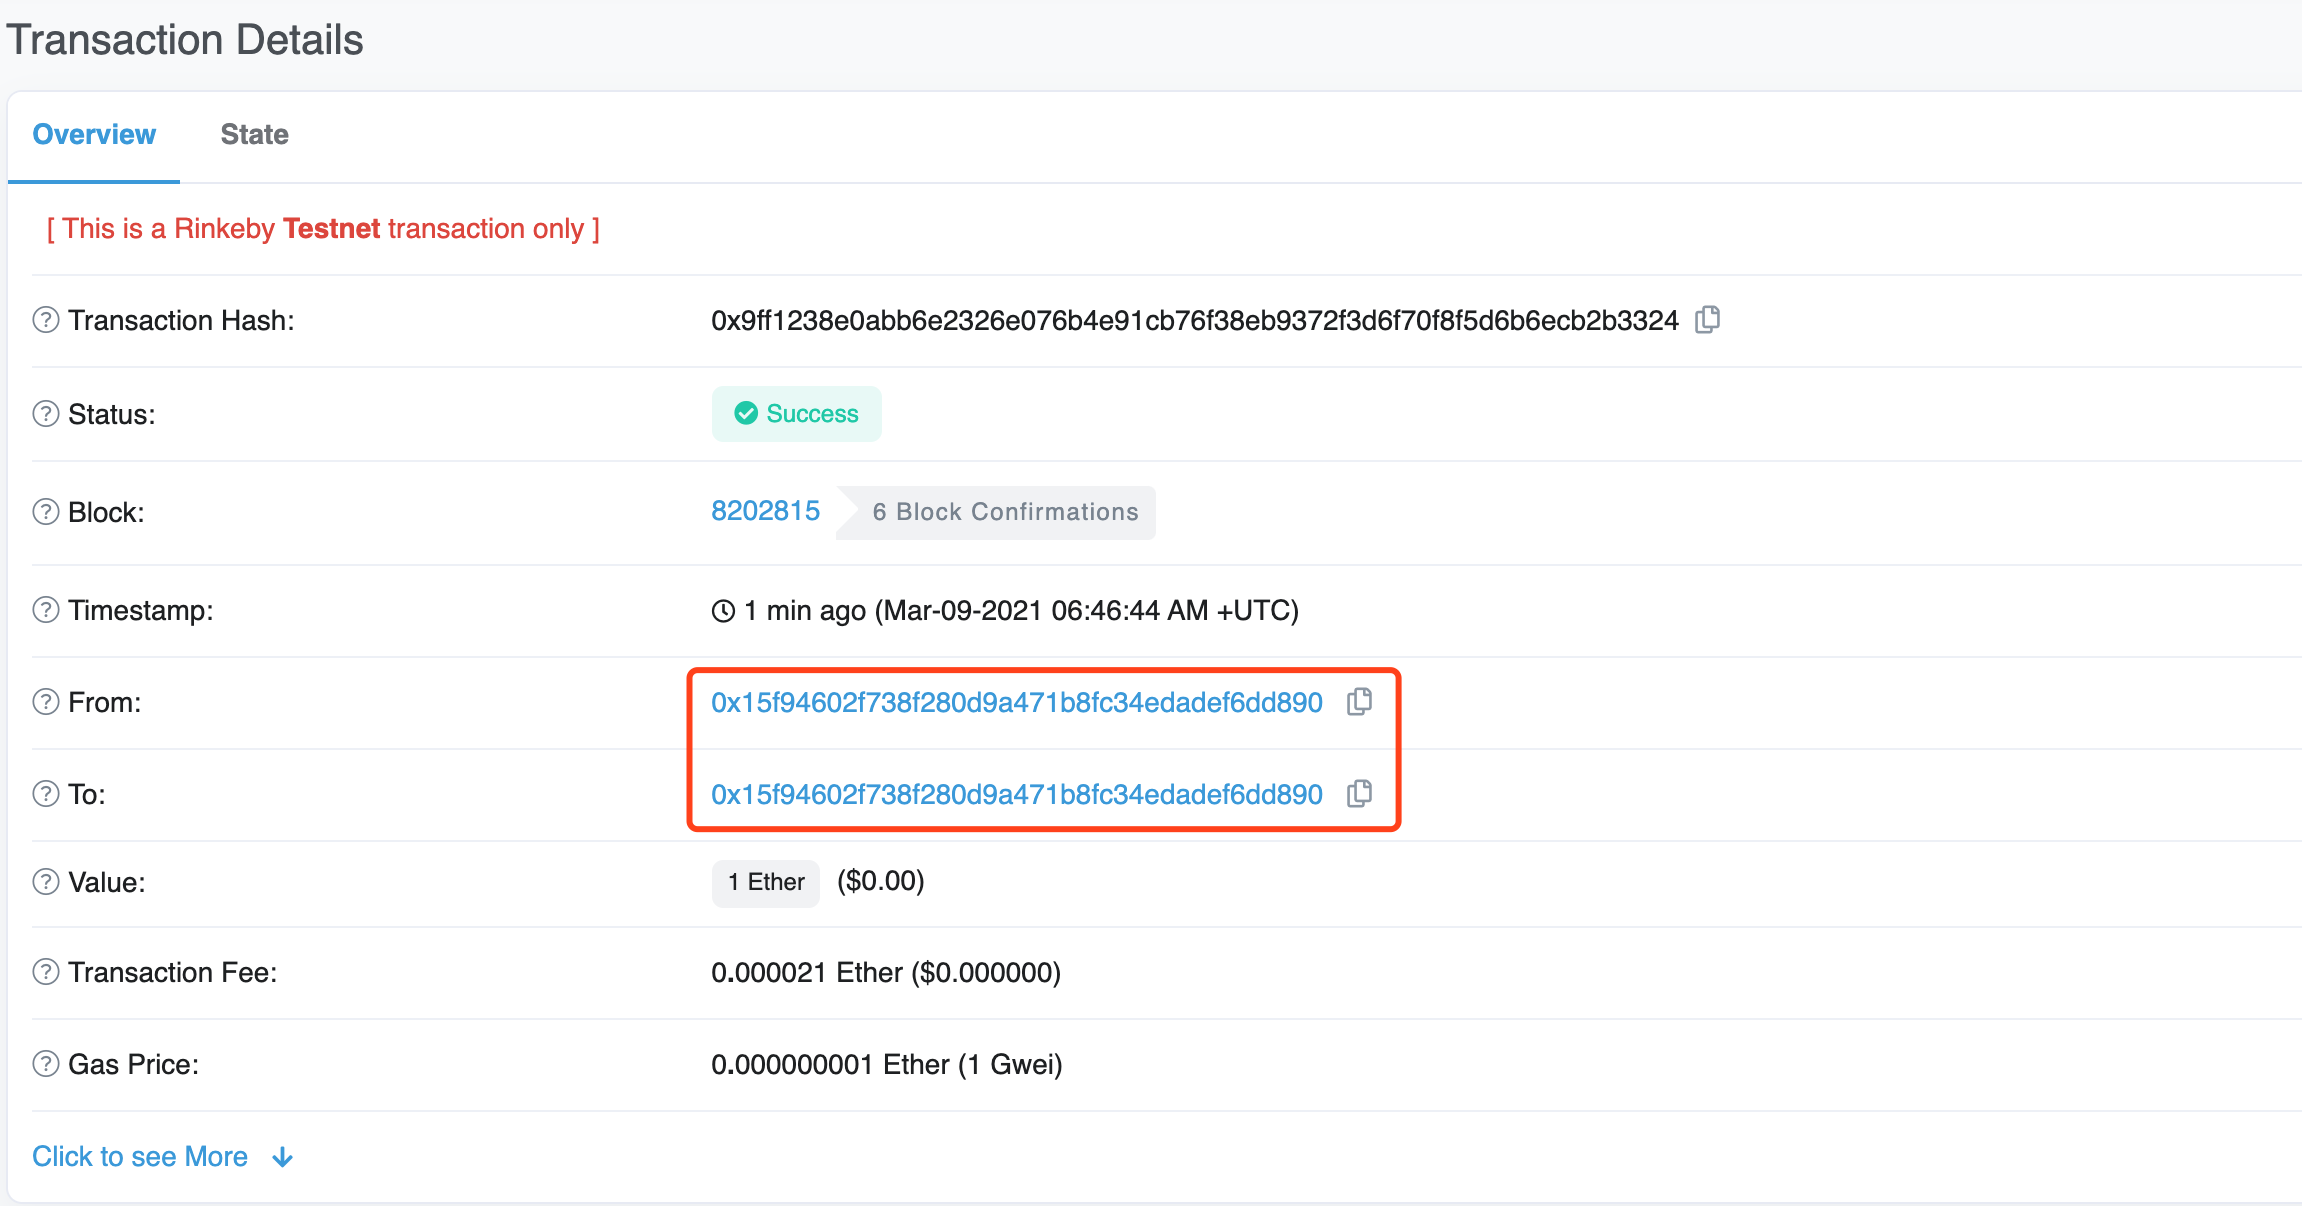 Transaction Details
Overview State
[ This is a Rinkeby Testnet transaction only ]
Transaction Hash: 0x9ff1238e0abb6e2326e076b4e91cb76f38eb9372f3d6f70f8f5d6b6ecb2b3324
Status: Success
Block: 8202815 6 Block Confirmations
Timestamp: 1 min ago (Mar-09-2021 06:46:44 AM +UTC)
From: 0x15f94602f738f280d9a471b8fc34edadef6dd890
To: 0x15f94602f738f280d9a471b8fc34edadef6dd890
Value: 1 Ether ($0.00)
Transaction Fee: 0.000021 Ether ($0.000000)
Gas Price: 0.000000001 Ether (1 Gwei)
Click to see More